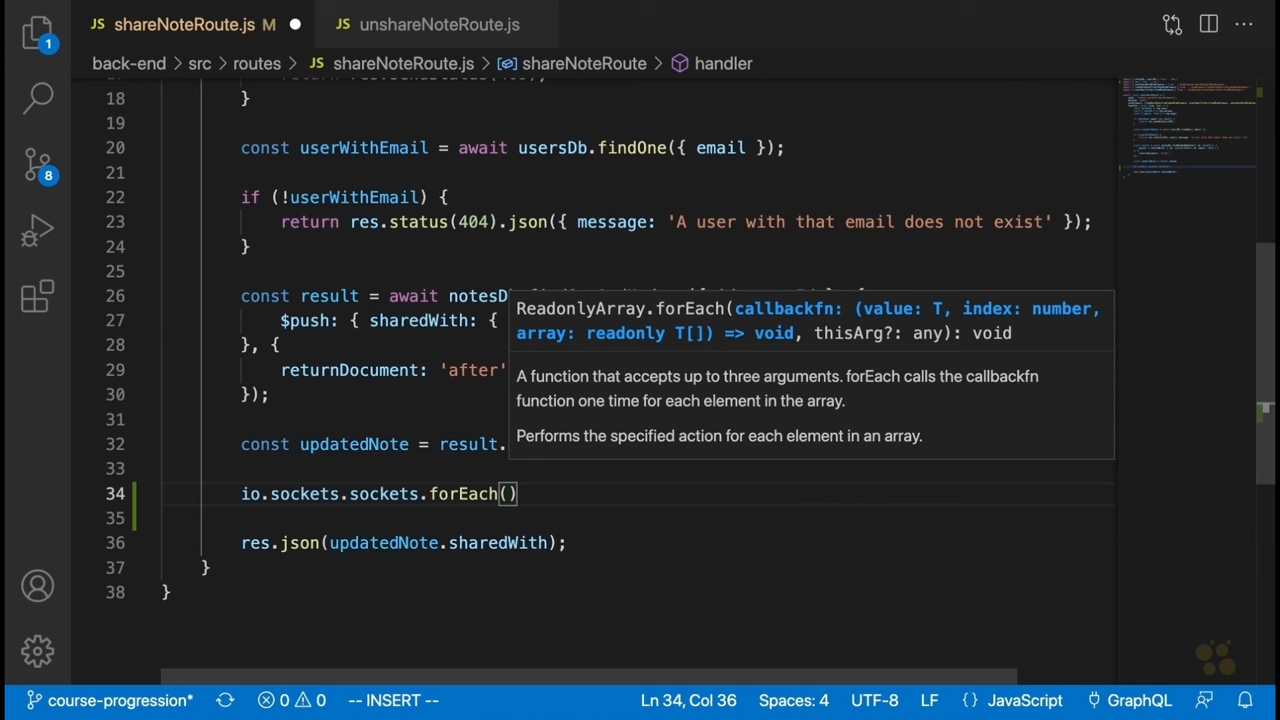 JS shareNoteRoute.js M
JS unshareNoteRoute.js
back-end > src > routes > JS shareNoteRoute.js > shareNoteRoute > handler
18 }
19
20 const userWithEmail = await usersDb.findOne({ email });
21
22 if (!userWithEmail) {
23 return res.status(404).json({ message: 'A user with that email does not exist' });
24 }
25
26 const result = await notesD
27 $push: { sharedWith: {
28 }, {
29 returnDocument: 'after'
30 });
31
32 const updatedNote = result.
33
34 io.sockets.sockets.forEach()
35
36 res.json(updatedNote.sharedWith);
37 }
38 }
ReadonlyArray.forEach(callbackfn: (value: T, index: number,
array: readonly T[]) => void, thisArg?: any): void
A function that accepts up to three arguments. forEach calls the callbackfn
function one time for each element in the array.
Performs the specified action for each element in an array.
1
8
course-progression* 0 0 -- INSERT -- Ln 34, Col 36 Spaces: 4 UTF-8 LF {} JavaScript GraphQL